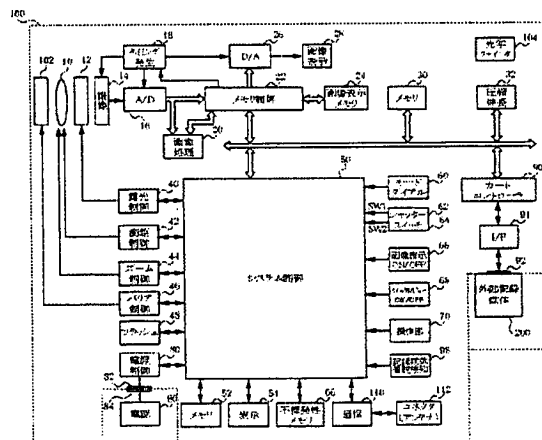 100
102
10
12
14
撮像
18
タイミング発生
16
A/D
20
画像処理
26
D/A
28
画像表示
22
メモリ制御
24
画像表示メモリ
30
メモリ
104
光学ファインダ
32
圧縮伸長
50
システム制御
40
露光制御
42
測距制御
44
ズーム制御
46
バリア制御
48
フラッシュ
80
電源制御
82
84
86
電源
60
モードダイアル
SW1
62
SW2
64
シャッタースイッチ
66
画像表示ON/OFF
68
ON/OFF
70
操作部
98
90
カードコントローラ
91
I/F
92
外部記録媒体
200
52
メモリ
54
表示
56
不揮発性メモリ
110
通信
112
コネクタ(アンテナ)